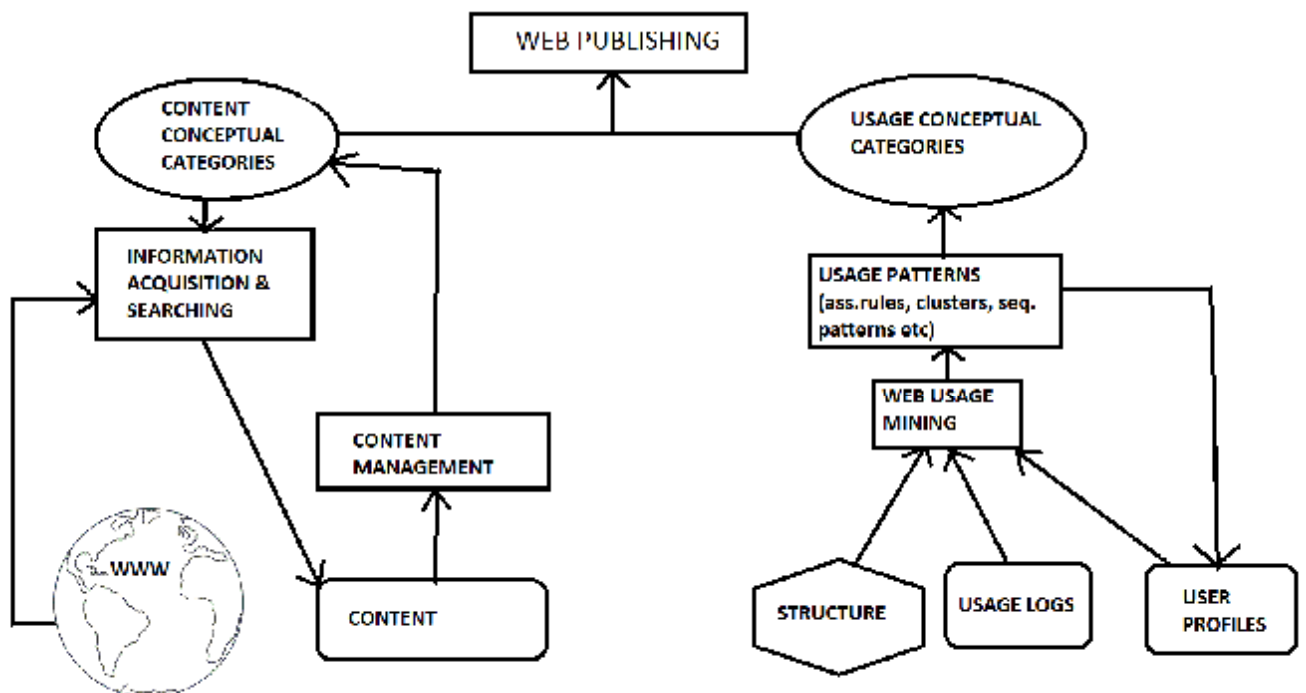 WEB PUBLISHING
CONTENT
CONCEPTUAL
CATEGORIES
USAGE CONCEPTUAL
CATEGORIES
INFORMATION
ACQUISITION &
SEARCHING
USAGE PATTERNS
(ass.rules, clusters, seq.
patterns etc)
WEB USAGE
MINING
CONTENT
MANAGEMENT
WWW
CONTENT
STRUCTURE
USAGE LOGS
USER
PROFILES